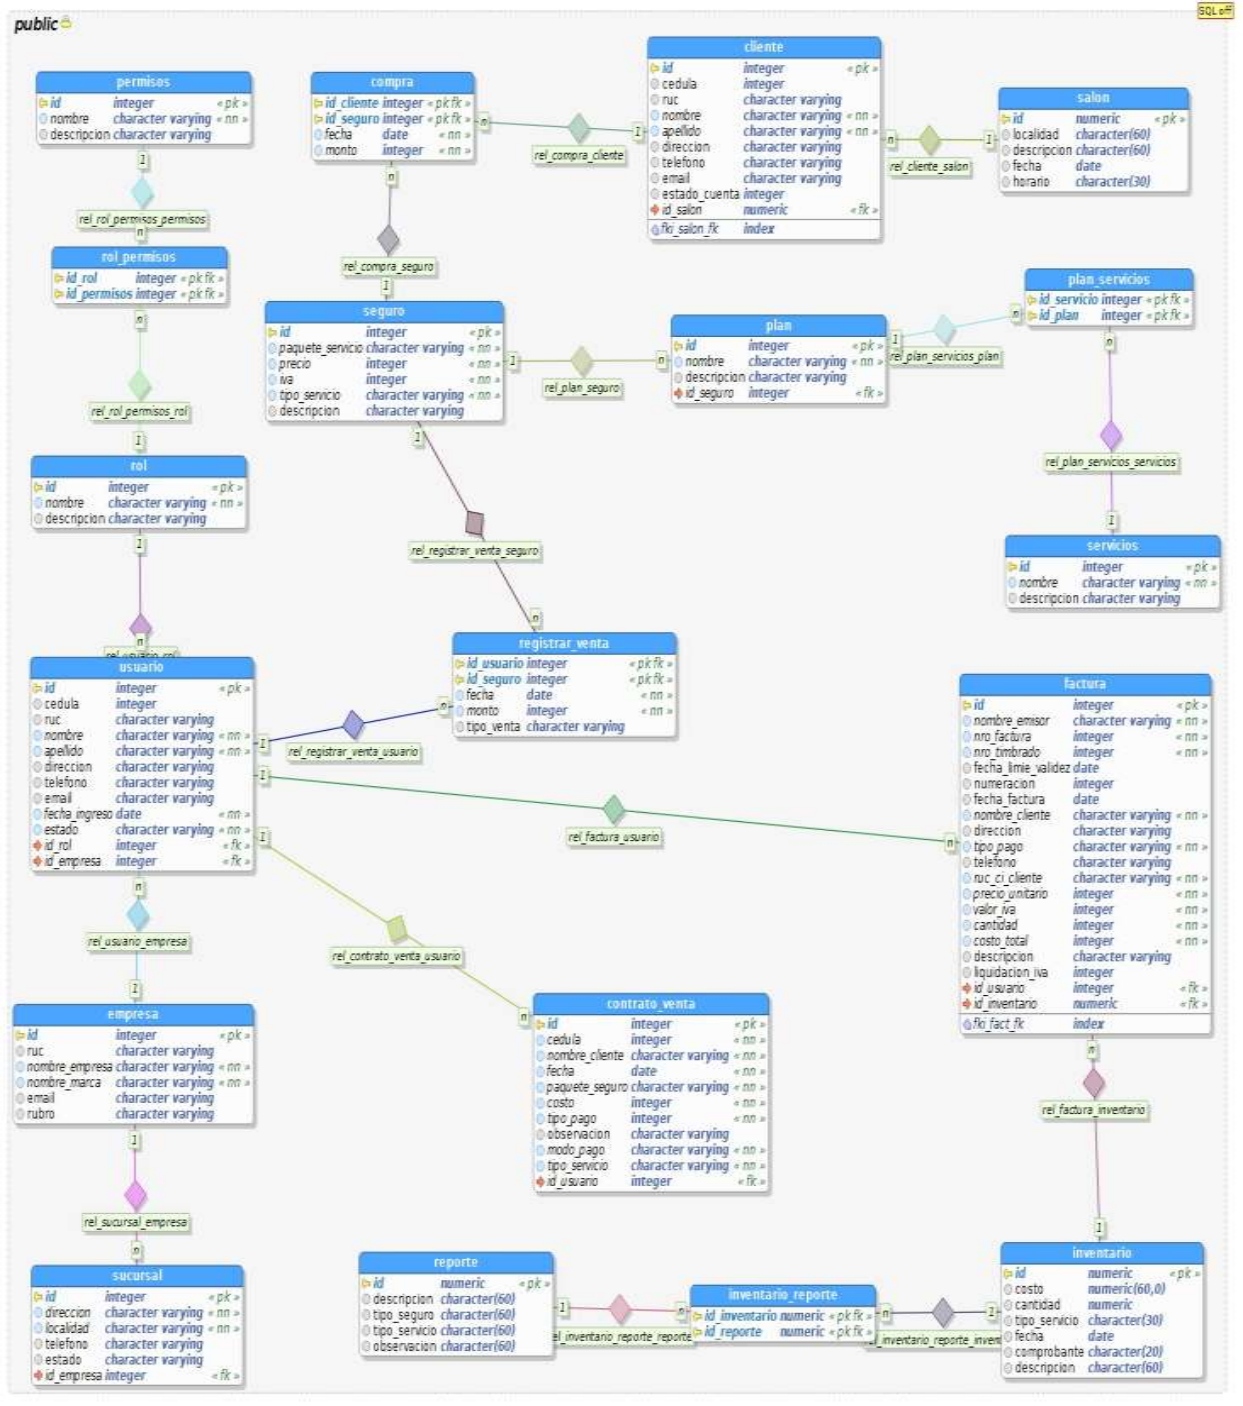 SQL off
public
permisos
id integer « pk »
nombre character varying « nn »
descripcion character varying
1
rel_rol_permisos_permisos
n
rol_permisos
id_rol integer « pk fk »
id_permisos integer « pk fk »
n
rel_rol_permisos_rol
1
rol
id integer « pk »
nombre character varying « nn »
descripcion character varying
1
n
rel_usuario_rol
usuario
id integer « pk »
cedula integer
ruc character varying
nombre character varying « nn »
apellido character varying « nn »
direccion character varying
telefono character varying
email character varying
fecha_ingreso date « nn »
estado character varying « nn »
id_rol integer « fk »
id_empresa integer « fk »
n
rel_usuario_empresa
1
empresa
id integer « pk »
ruc character varying
nombre_empresa character varying « nn »
nombre_marca character varying « nn »
email character varying
rubro character varying
1
rel_sucursal_empresa
n
sucursal
id integer « pk »
direccion character varying « nn »
localidad character varying « nn »
telefono character varying
estado character varying
id_empresa integer « fk »
compra
id_cliente integer « pk fk »
id_seguro integer « pk fk »
fecha date « nn »
monto integer « nn »
n
rel_compra_cliente
1
n
rel_compra_seguro
1
cliente
id integer « pk »
cedula integer
ruc character varying
nombre character varying « nn »
apellido character varying « nn »
direccion character varying
telefono character varying
email character varying
estado_cuenta integer
id_salon numeric « fk »
fki_salon_fk index
n
rel_cliente_salon
1
salon
id numeric « pk »
localidad character(60)
descripcion character(60)
fecha date
horario character(30)
seguro
id integer « pk »
paquete_servicio character varying « nn »
precio integer « nn »
iva integer « nn »
tipo_servicio character varying « nn »
descripcion character varying
1
rel_plan_seguro
n
plan
id integer « pk »
nombre character varying « nn »
descripcion character varying
id_seguro integer « fk »
1
rel_plan_servicios_plan
n
plan_servicios
id_servicio integer « pk fk »
id_plan integer « pk fk »
n
rel_plan_servicios_servicios
1
servicios
id integer « pk »
nombre character varying « nn »
descripcion character varying
1
rel_registrar_venta_seguro
n
registrar_venta
id_usuario integer « pk fk »
id_seguro integer « pk fk »
fecha date « nn »
monto integer « nn »
tipo_venta character varying
n
rel_registrar_venta_usuario
1
1
rel_factura_usuario
n
factura
id integer « pk »
nombre_emisor character varying « nn »
nro_factura integer « nn »
nro_timbrado integer « nn »
fecha_limie_validez date
numeracion integer
fecha_factura date
nombre_cliente character varying « nn »
direccion character varying
tipo_pago character varying « nn »
telefono character varying
ruc_ci_cliente character varying « nn »
precio_unitario integer « nn »
valor_iva integer « nn »
cantidad integer « nn »
costo_total integer « nn »
descripcion character varying
liquidacion_iva integer
id_usuario integer « fk »
id_inventario numeric « fk »
fki_fact_fk index
1
rel_contrato_venta_usuario
n
contrato_venta
id integer « pk »
cedula integer « nn »
nombre_cliente character varying « nn »
fecha date « nn »
paquete_seguro character varying « nn »
costo integer « nn »
tipo_pago integer « nn »
observacion character varying
modo_pago character varying « nn »
tipo_servicio character varying « nn »
id_usuario integer « fk »
n
rel_factura_inventario
1
reporte
id numeric « pk »
descripcion character(60)
tipo_seguro character(60)
tipo_servicio character(60)
observacion character(60)
1
el_inventario_reporte_reporte
n
inventario_reporte
id_inventario numeric « pk fk »
id_reporte numeric « pk fk »
n
l_inventario_reporte_inven
1
inventario
id numeric « pk »
costo numeric(60,0)
cantidad numeric
tipo_servicio character(30)
fecha date
comprobante character(20)
descripcion character(60)